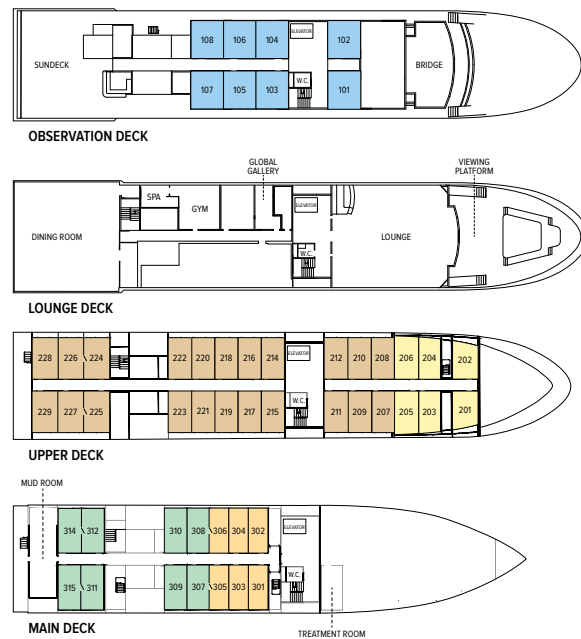 108 106 104 ELEVATOR 102
SUNDECK BRIDGE
W.C.
107 105 103 101
OBSERVATION DECK
GLOBAL
GALLERY
VIEWING
PLATFORM
SPA
GYM
ELEVATOR
DINING ROOM LOUNGE
W.C.
LOUNGE DECK
228 226 224 222 220 218 216 214 ELEVATOR 212 210 208 206 204 202
W.C.
229 227 225 223 221 219 217 215 211 209 207 205 203 201
UPPER DECK
MUD ROOM
314 312 310 308 306 304 302 ELEVATOR
W.C.
315 311 309 307 305 303 301
MAIN DECK
TREATMENT ROOM